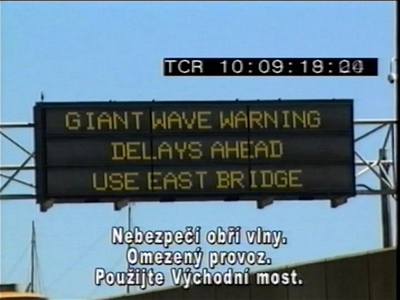 TCR 10:09:18:20
GIANT WAVE WARNING
DELAYS AHEAD
USE EAST BRIDGE
Nebezpečí obří vlny.
Omezený provoz.
Použijte Východní most.